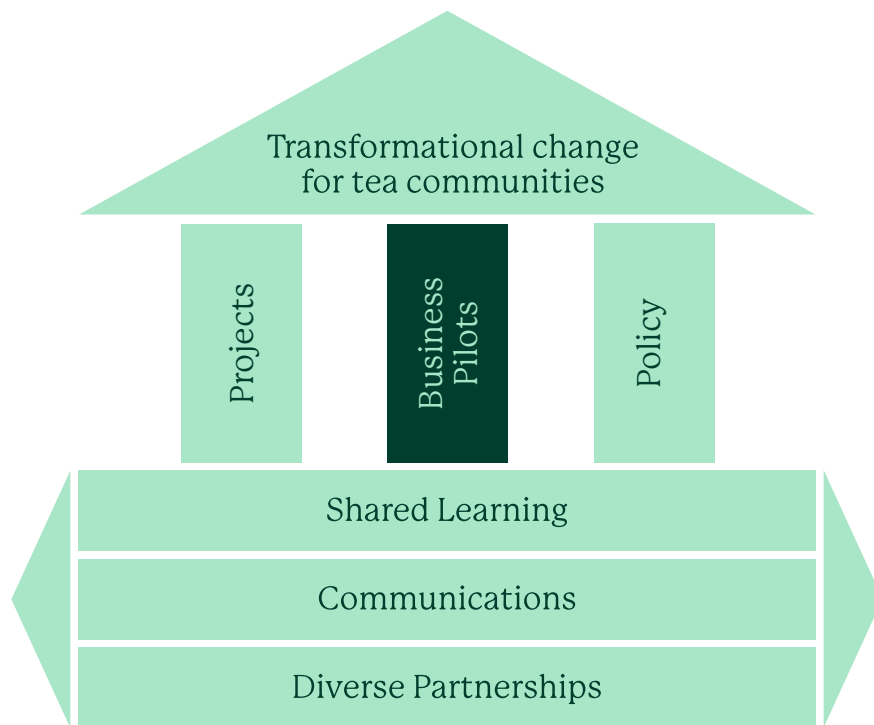 Transformational change
for tea communities
Projects
Business
Pilots
Policy
Shared Learning
Communications
Diverse Partnerships